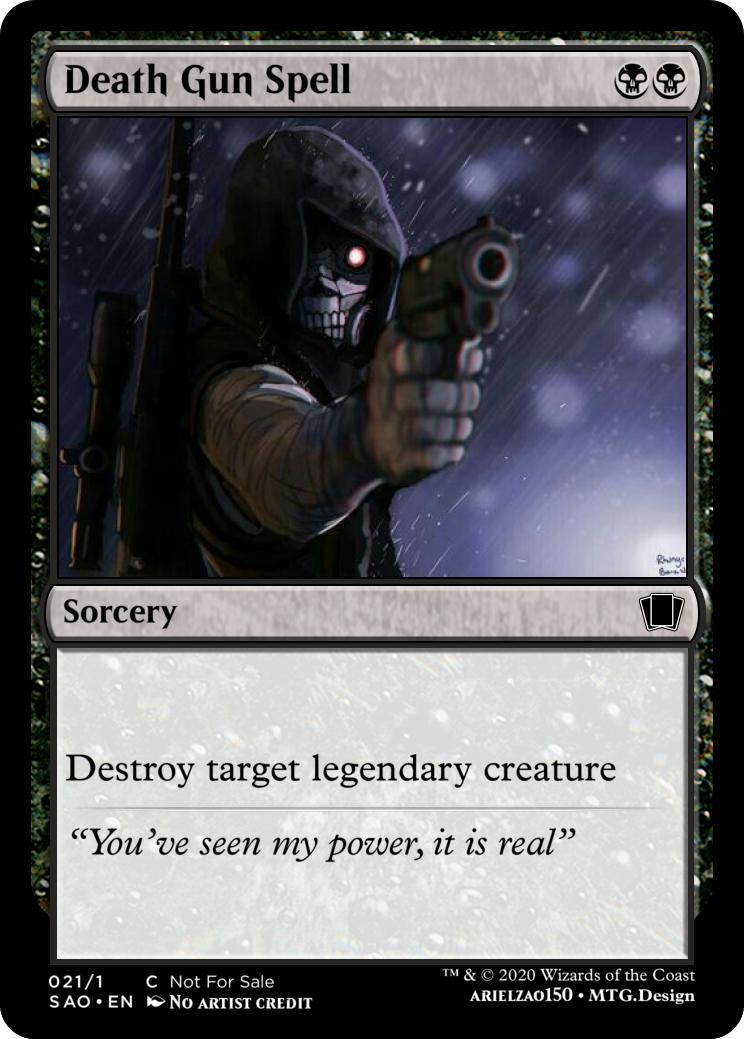 Death Gun Spell
Sorcery
Destroy target legendary creature
“You’ve seen my power, it is real”
021/1 C Not For Sale
SAO • EN No artist credit
™ & © 2020 Wizards of the Coast
arielzao150 • MTG.Design